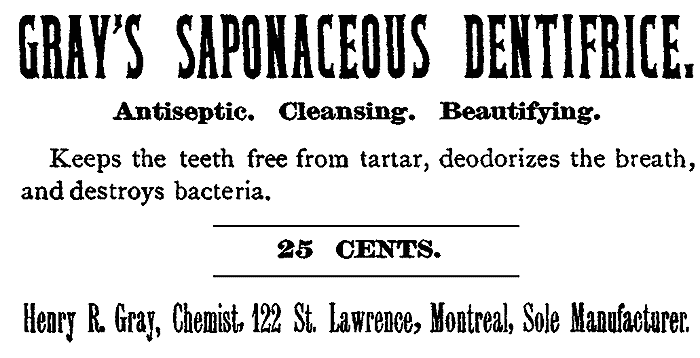 GRAY'S SAPONACEOUS DENTIFRICE.
Antiseptic. Cleansing. Beautifying.
Keeps the teeth free from tartar, deodorizes the breath,
and destroys bacteria.
25 CENTS.
Henry R. Gray, Chemist, 122 St. Lawrence, Montreal, Sole Manufacturer.